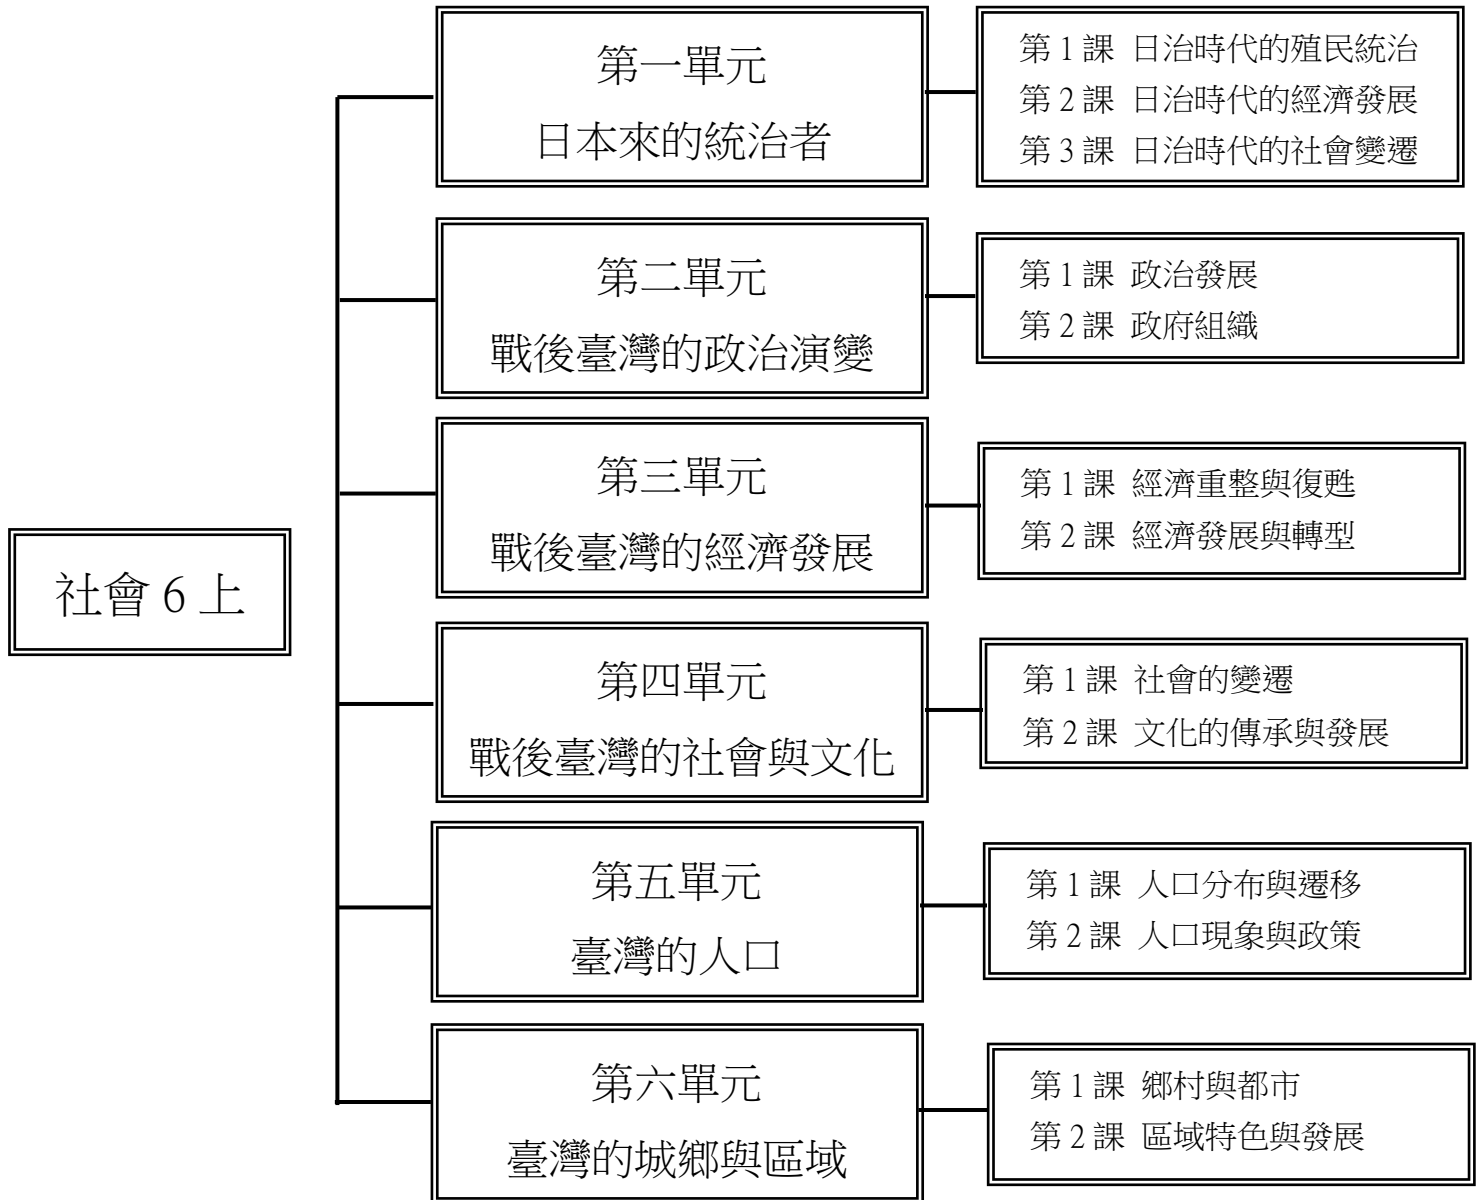 社會 6 上
第一單元
日本來的統治者
第 1 課 日治時代的殖民統治
第 2 課 日治時代的經濟發展
第 3 課 日治時代的社會變遷
第二單元
戰後臺灣的政治演變
第 1 課 政治發展
第 2 課 政府組織
第三單元
戰後臺灣的經濟發展
第 1 課 經濟重整與復甦
第 2 課 經濟發展與轉型
第四單元
戰後臺灣的社會與文化
第 1 課 社會的變遷
第 2 課 文化的傳承與發展
第五單元
臺灣的人口
第 1 課 人口分布與遷移
第 2 課 人口現象與政策
第六單元
臺灣的城鄉與區域
第 1 課 鄉村與都市
第 2 課 區域特色與發展